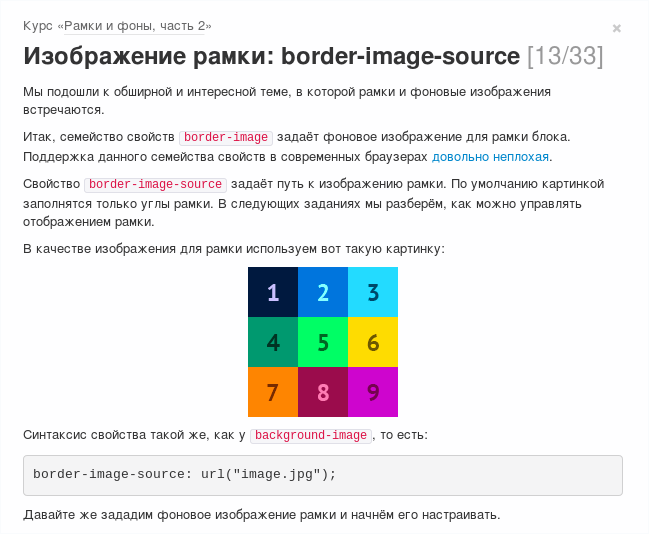 Курс «Рамки и фоны, часть 2»
×
Изображение рамки: border-image-source [13/33]
Мы подошли к обширной и интересной теме, в которой рамки и фоновые изображения
встречаются.
Итак, семейство свойств border-image задаёт фоновое изображение для рамки блока.
Поддержка данного семейства свойств в современных браузерах довольно неплохая.
Свойство border-image-source задаёт путь к изображению рамки. По умолчанию картинкой
заполнятся только углы рамки. В следующих заданиях мы разберём, как можно управлять
отображением рамки.
В качестве изображения для рамки используем вот такую картинку:
1 2 3
4 5 6
7 8 9
Синтаксис свойства такой же, как у background-image, то есть:
border-image-source: url("image.jpg");
Давайте же зададим фоновое изображение рамки и начнём его настраивать.